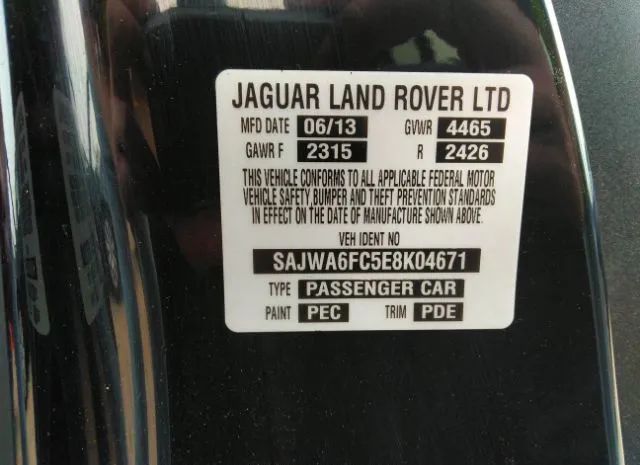 JAGUAR LAND ROVER LTD
MFD DATE 06/13 GVWR 4465
GAWR F 2315 R 2426
THIS VEHICLE CONFORMS TO ALL APPLICABLE FEDERAL MOTOR
VEHICLE SAFETY,BUMPER AND THEFT PREVENTION STANDARDS
IN EFFECT ON THE DATE OF MANUFACTURE SHOWN ABOVE.
VEH IDENT NO
SAJWA6FC5E8K04671
TYPE PASSENGER CAR
PAINT PEC TRIM PDE